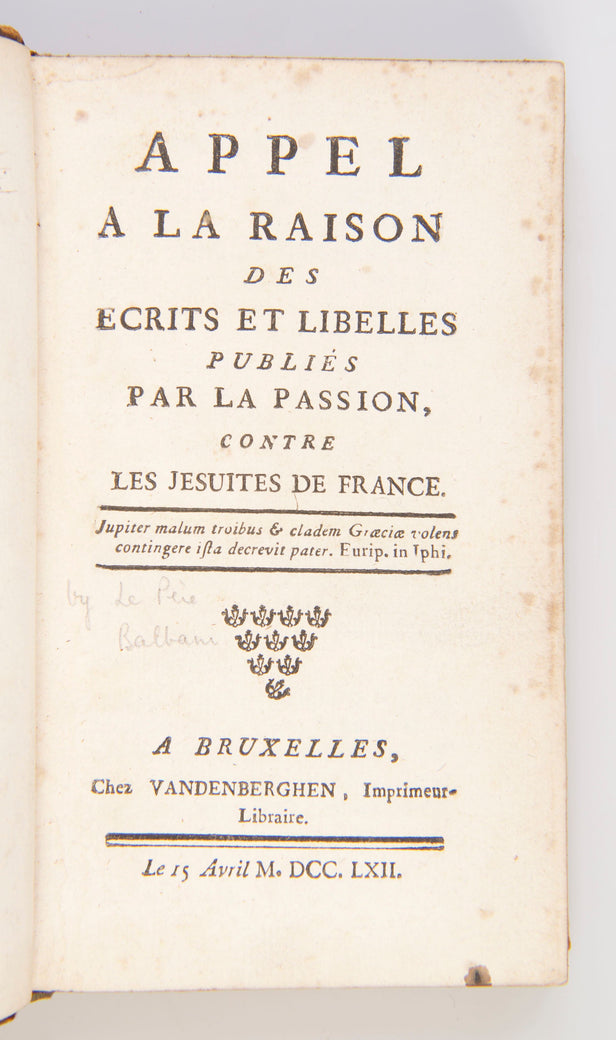 APPEL
A LA RAISON
DES
ECRITS ET LIBELLES
PUBLIÉS
PAR LA PASSION,
CONTRE
LES JESUITES DE FRANCE.
Jupiter malum troibus & cladem Græciæ volens
contingere iſta decrevit pater. Eurip. in Iphi.
by Le Père
Balbani
A BRUXELLES,
Chez VANDENBERGHEN, Imprimeur-
Libraire.
Le 15 Avril M. DCC. LXII.